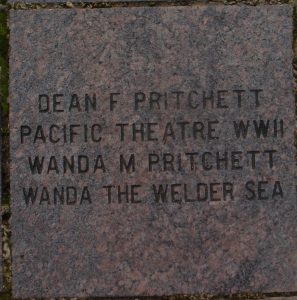 DEAN F PRITCHETT
PACIFIC THEATRE WWII
WANDA M PRITCHETT
WANDA THE WELDER SEA